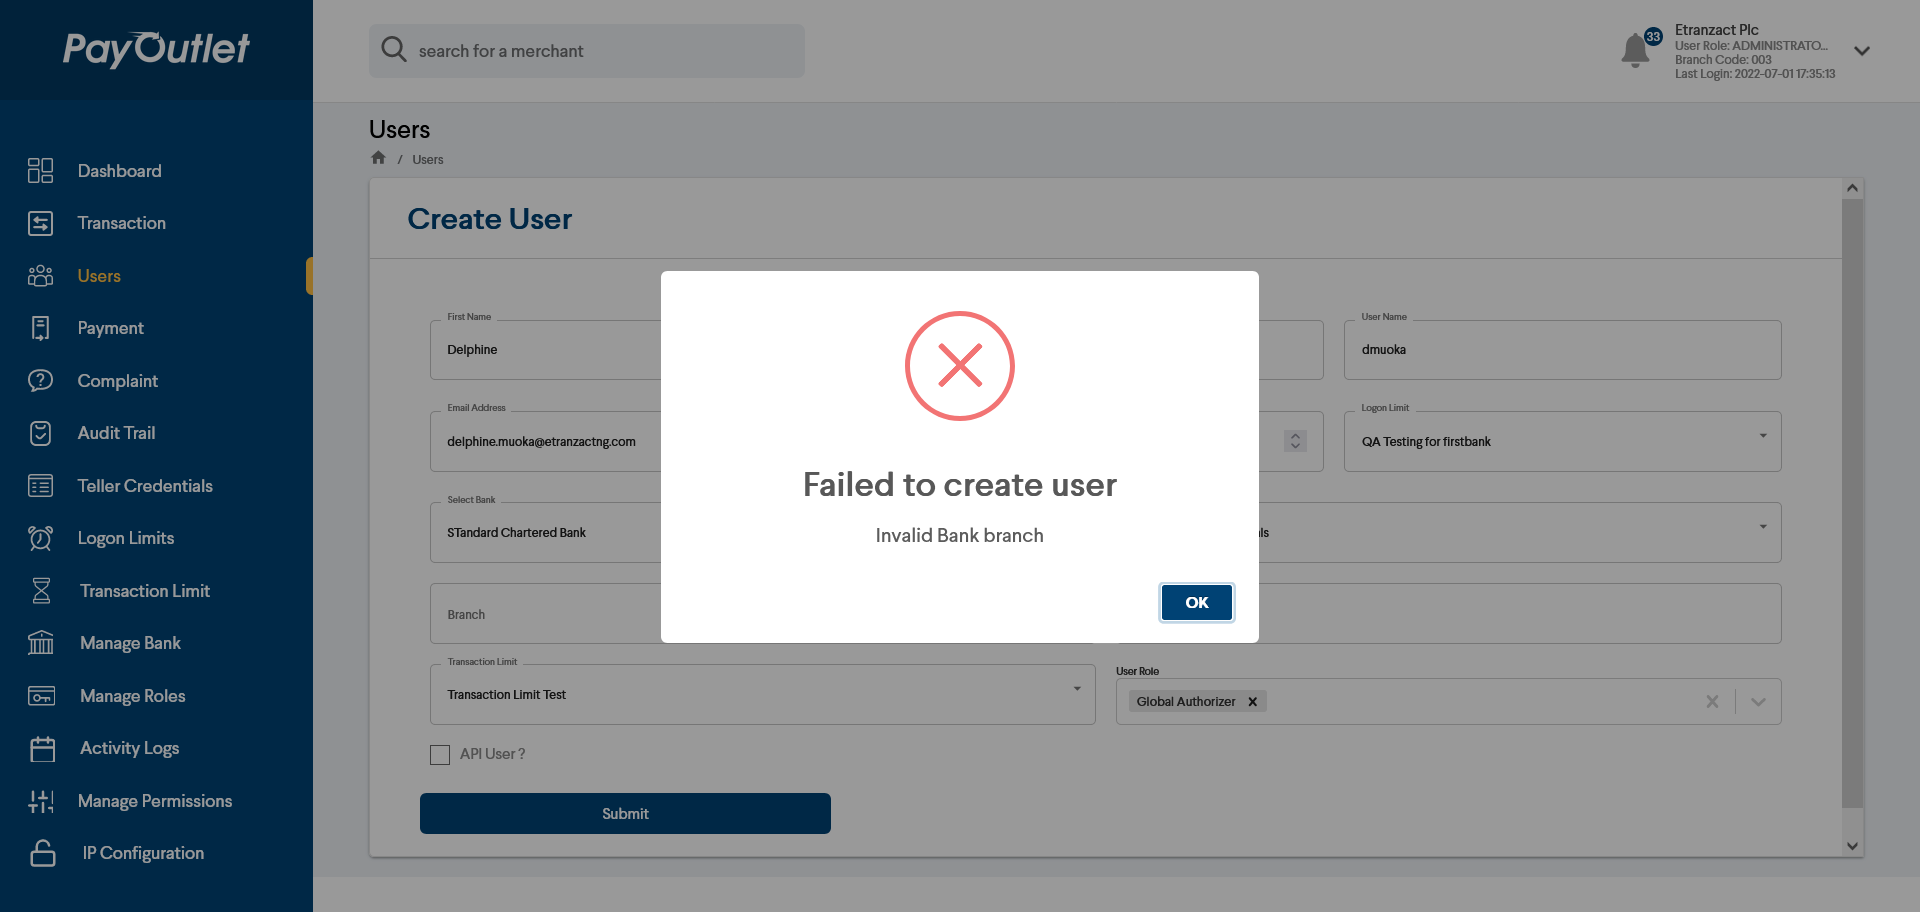 PayOutlet
search for a merchant
33
Etranzact Plc
User Role: ADMINISTRATO...
Branch Code: 003
Last Login: 2022-07-01 17:35:13
Dashboard
Transaction
Users
Payment
Complaint
Audit Trail
Teller Credentials
Logon Limits
Transaction Limit
Manage Bank
Manage Roles
Activity Logs
Manage Permissions
IP Configuration
Users
/ Users
Create User
First Name
Delphine
User Name
dmuoka
Email Address
delphine.muoka@etranzactng.com
Logon Limit
QA Testing for firstbank
Select Bank
STandard Chartered Bank
Branch
Transaction Limit
Transaction Limit Test
User Role
Global Authorizer
API User ?
Submit
Failed to create user
Invalid Bank branch
OK